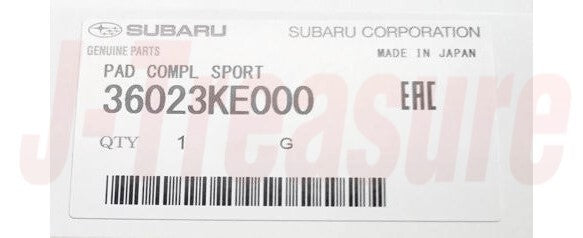 SUBARU SUBARU CORPORATION
GENUINE PARTS MADE IN JAPAN
PAD COMPL SPORT
36023KE000 EAC
QTY 1 G
J-Treasure